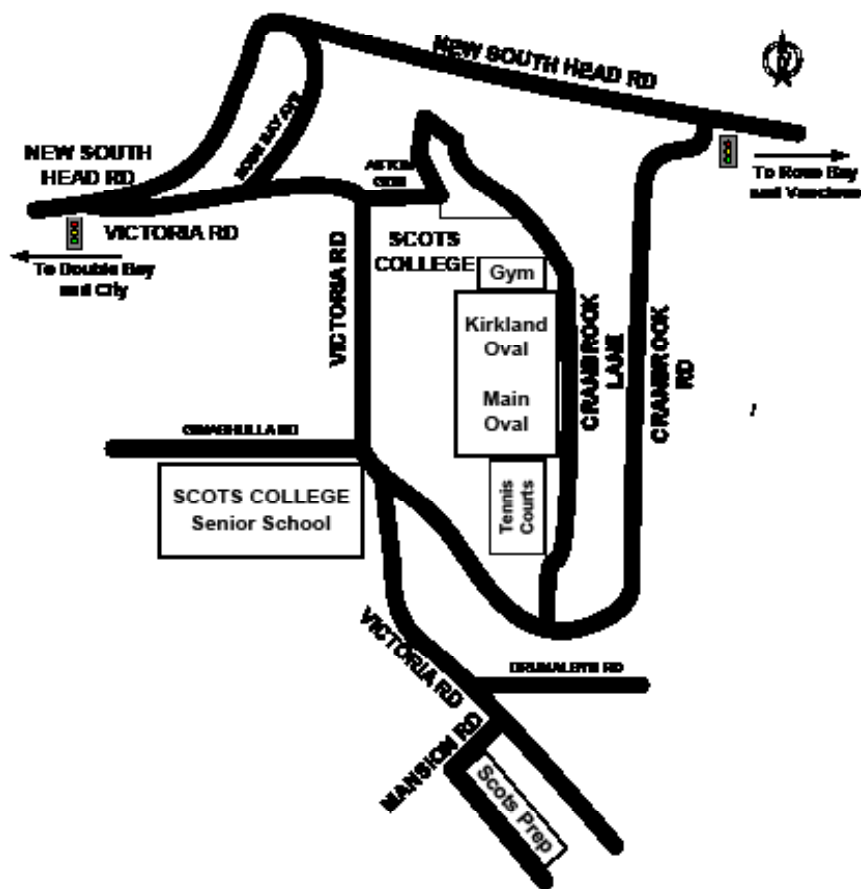 NEW SOUTH HEAD RD
NEW SOUTH
HEAD RD
To Rose Bay
and Vaucluse
VICTORIA RD
To Double Bay
and City
VICTORIA RD
SCOTS
COLLEGE
Gym
Kirkland
Oval
Main
Oval
CRANBROOK
LANE
CRANBROOK
RD
Tennis
Courts
SCOTS COLLEGE
Senior School
VICTORIA RD
MANSION RD
Scots Prep